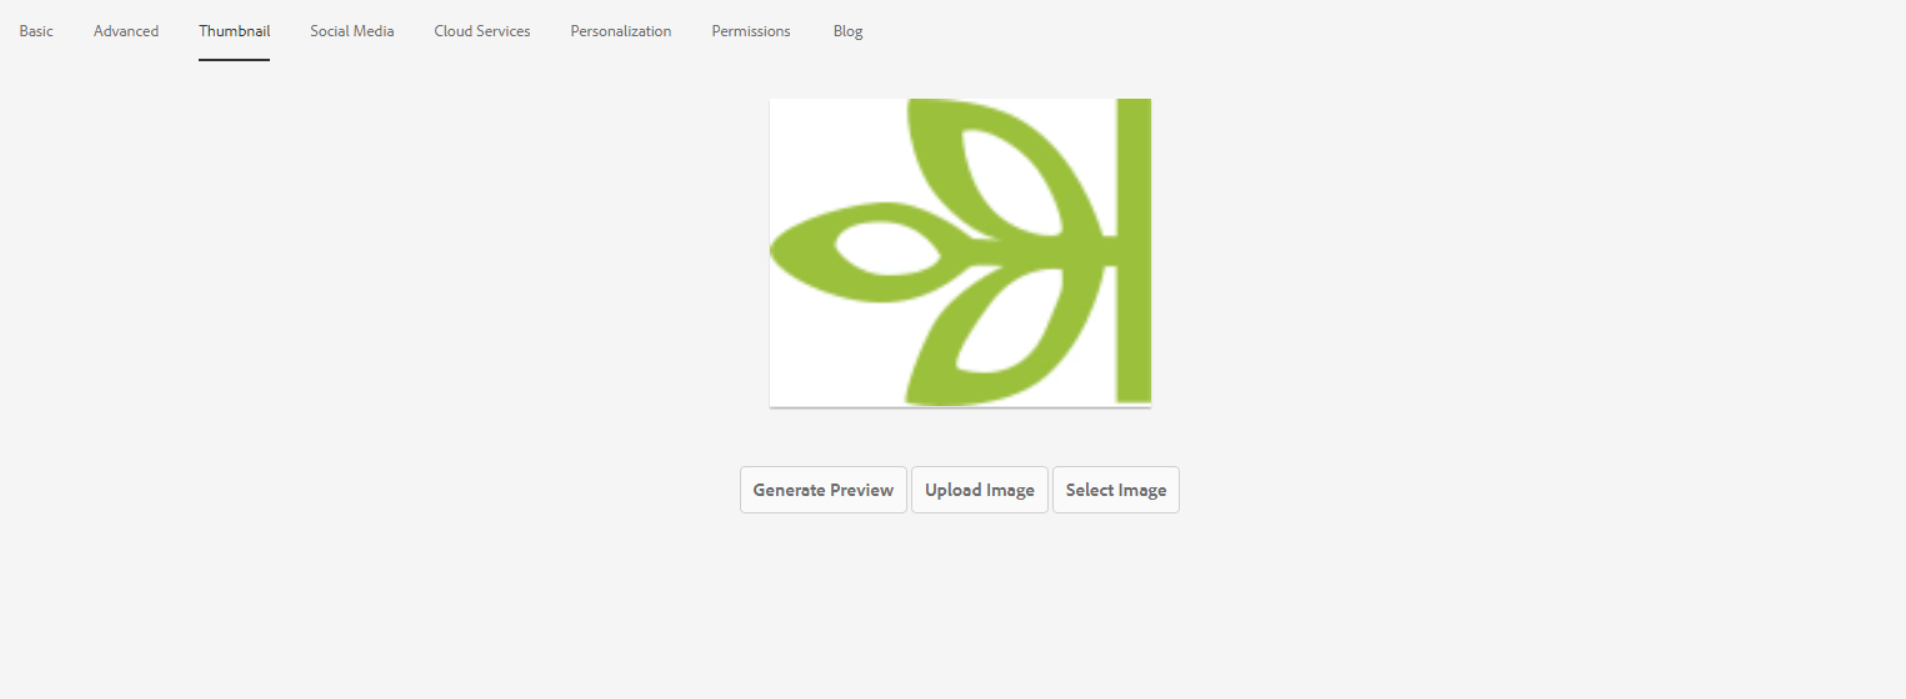 Basic Advanced Thumbnail Social Media Cloud Services Personalization Permissions Blog
Generate Preview Upload Image Select Image